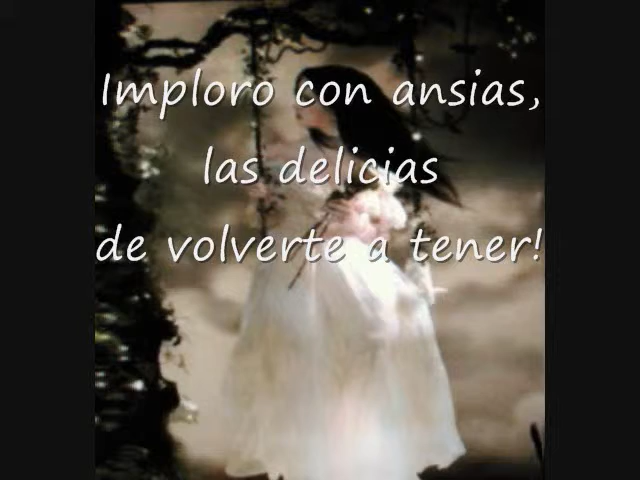 Imploro con ansias,
las delicias
de volverte a tener!